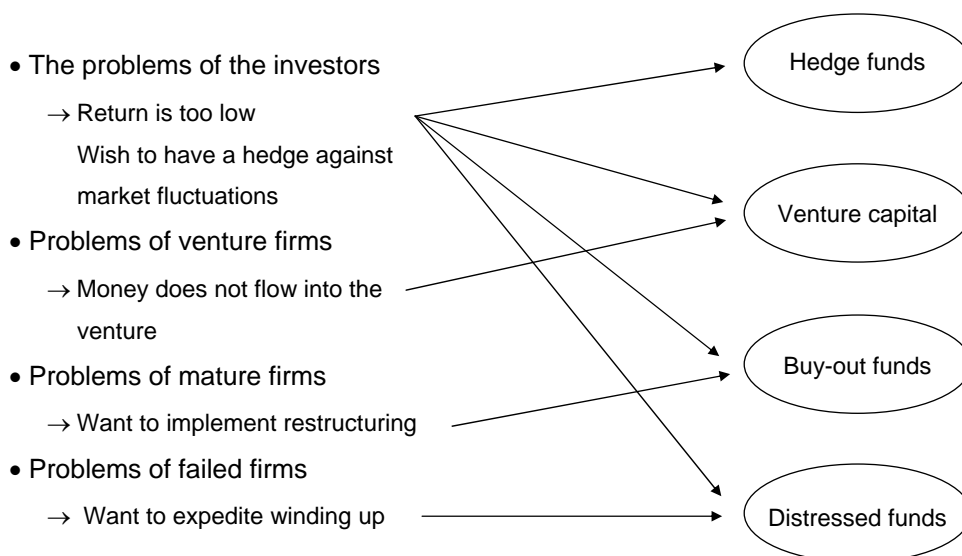 • The problems of the investors
→ Return is too low
Wish to have a hedge against
market fluctuations
• Problems of venture firms
→ Money does not flow into the
venture
• Problems of mature firms
→ Want to implement restructuring
• Problems of failed firms
→ Want to expedite winding up
Hedge funds
Venture capital
Buy-out funds
Distressed funds